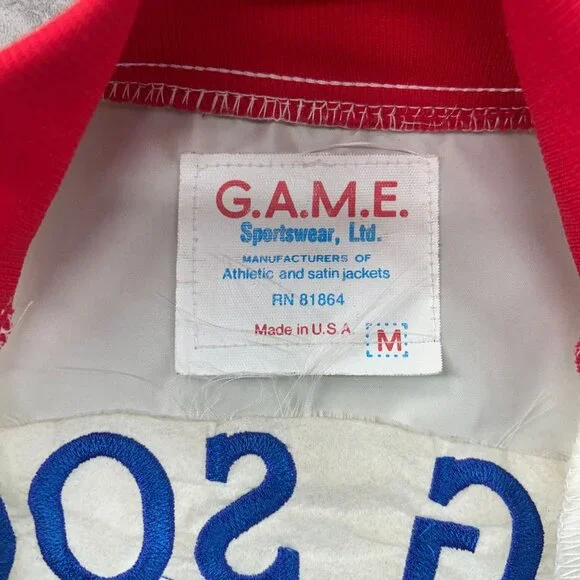 G.A.M.E.
Sportswear, Ltd.
MANUFACTURERS OF
Athletic and satin jackets
RN 81864
Made in U.S.A.
M